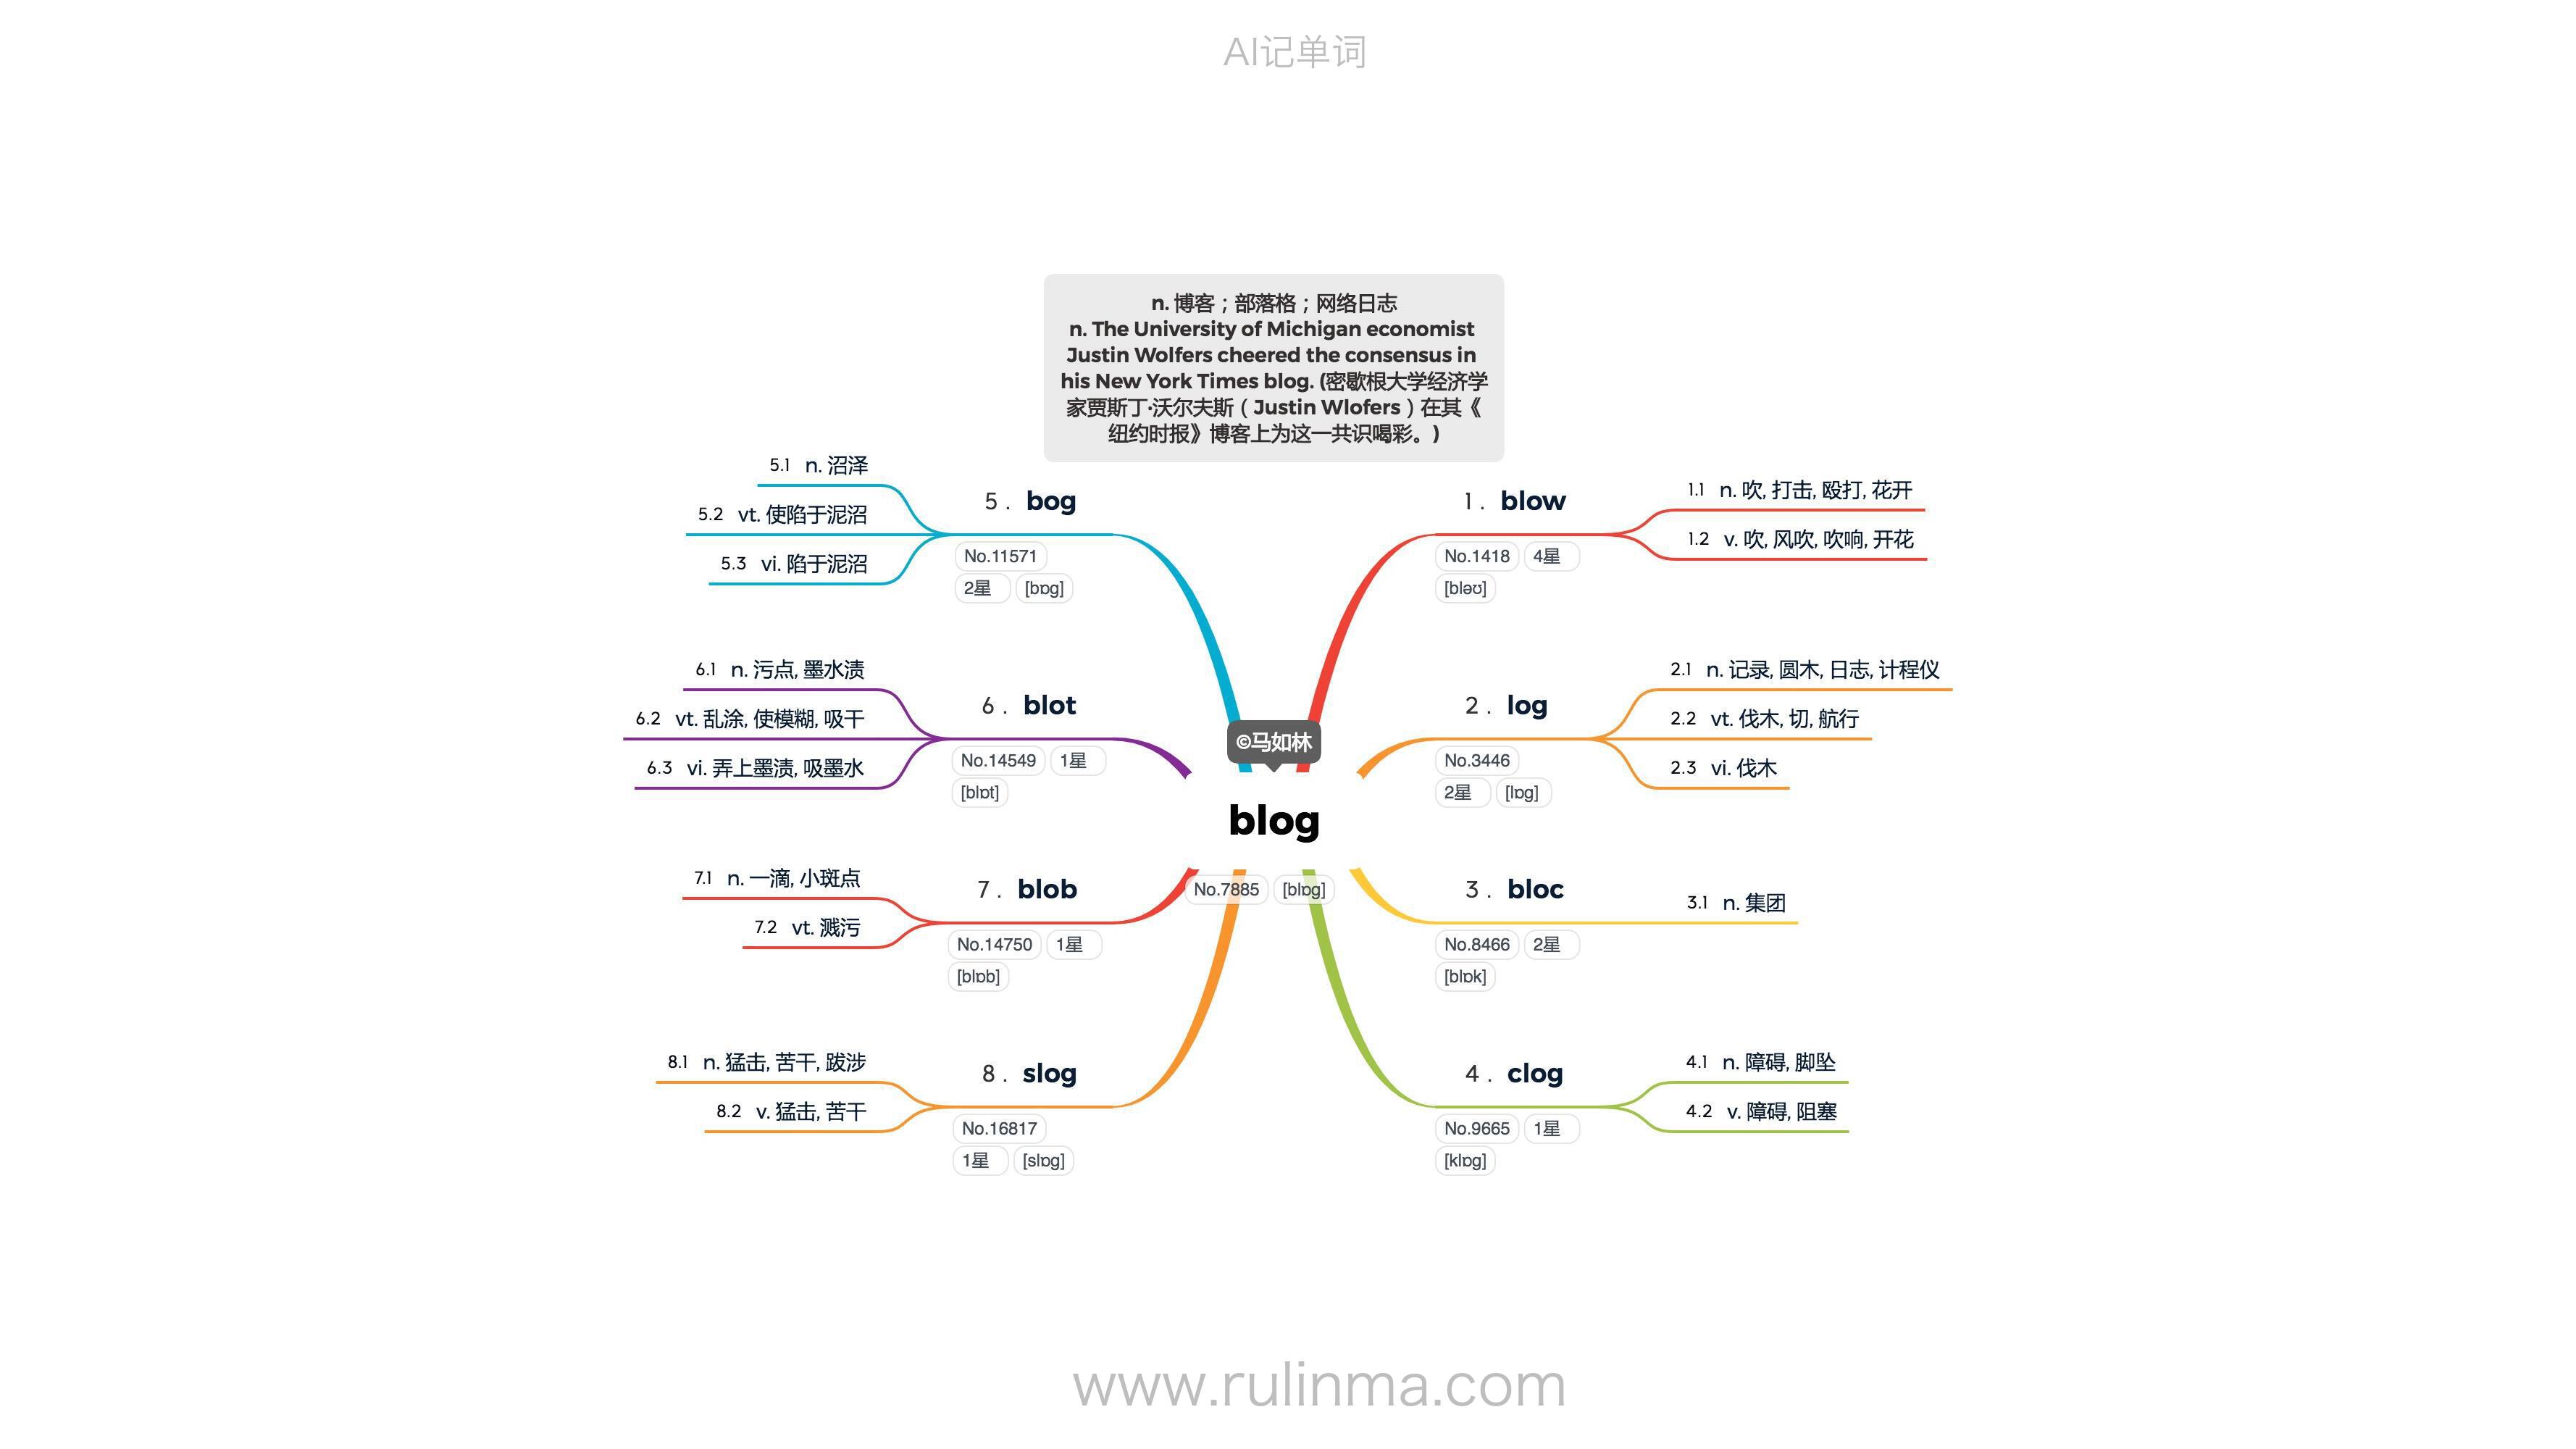 AI记单词
n. 博客；部落格；网络日志
n. The University of Michigan economist
Justin Wolfers cheered the consensus in
his New York Times blog. (密歇根大学经济学
家贾斯丁·沃尔夫斯（Justin Wlofers）在其《
纽约时报》博客上为这一共识喝彩。)
©马如林
blog
No.7885 [blɒg]
1. blow
No.1418 4星
[bləʊ]
1.1 n. 吹, 打击, 殴打, 花开
1.2 v. 吹, 风吹, 吹响, 开花
2. log
No.3446
2星 [lɒg]
2.1 n. 记录, 圆木, 日志, 计程仪
2.2 vt. 伐木, 切, 航行
2.3 vi. 伐木
3. bloc
No.8466 2星
[blɒk]
3.1 n. 集团
4. clog
No.9665 1星
[klɒg]
4.1 n. 障碍, 脚坠
4.2 v. 障碍, 阻塞
5. bog
No.11571
2星 [bɒg]
5.1 n. 沼泽
5.2 vt. 使陷于泥沼
5.3 vi. 陷于泥沼
6. blot
No.14549 1星
[blɒt]
6.1 n. 污点, 墨水渍
6.2 vt. 乱涂, 使模糊, 吸干
6.3 vi. 弄上墨渍, 吸墨水
7. blob
No.14750 1星
[blɒb]
7.1 n. 一滴, 小斑点
7.2 vt. 溅污
8. slog
No.16817
1星 [slɒg]
8.1 n. 猛击, 苦干, 跋涉
8.2 v. 猛击, 苦干
www.rulinma.com